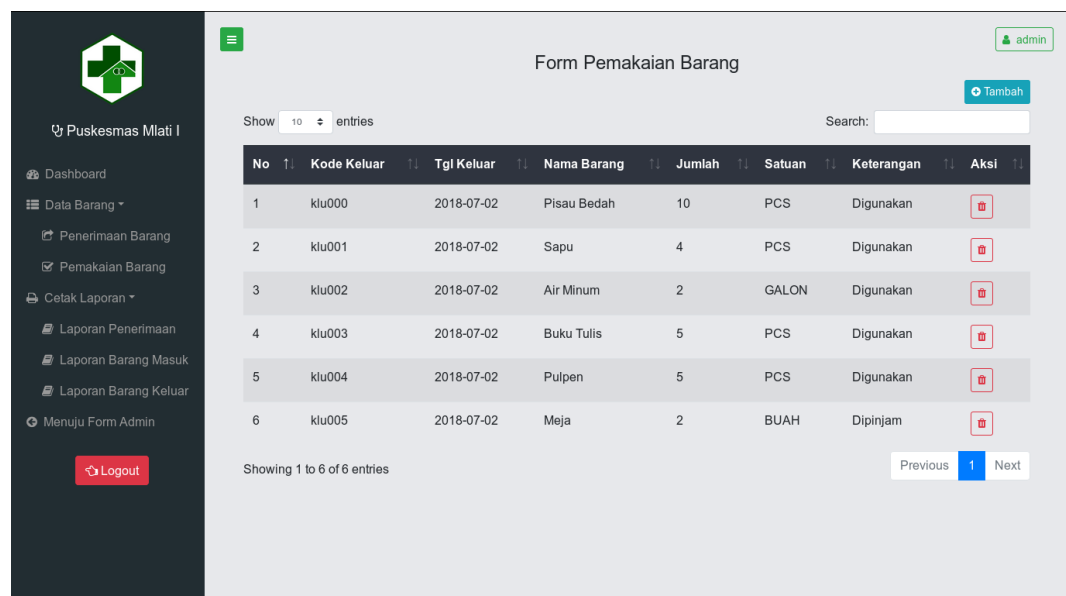 admin
Form Pemakaian Barang
Tambah
Puskesmas Mlati I
Show 10 entries
Search:
Dashboard
Data Barang
Penerimaan Barang
Pemakaian Barang
Cetak Laporan
Laporan Penerimaan
Laporan Barang Masuk
Laporan Barang Keluar
Menuju Form Admin
Logout
No Kode Keluar Tgl Keluar Nama Barang Jumlah Satuan Keterangan Aksi
1 klu000 2018-07-02 Pisau Bedah 10 PCS Digunakan
2 klu001 2018-07-02 Sapu 4 PCS Digunakan
3 klu002 2018-07-02 Air Minum 2 GALON Digunakan
4 klu003 2018-07-02 Buku Tulis 5 PCS Digunakan
5 klu004 2018-07-02 Pulpen 5 PCS Digunakan
6 klu005 2018-07-02 Meja 2 BUAH Dipinjam
Showing 1 to 6 of 6 entries
Previous 1 Next